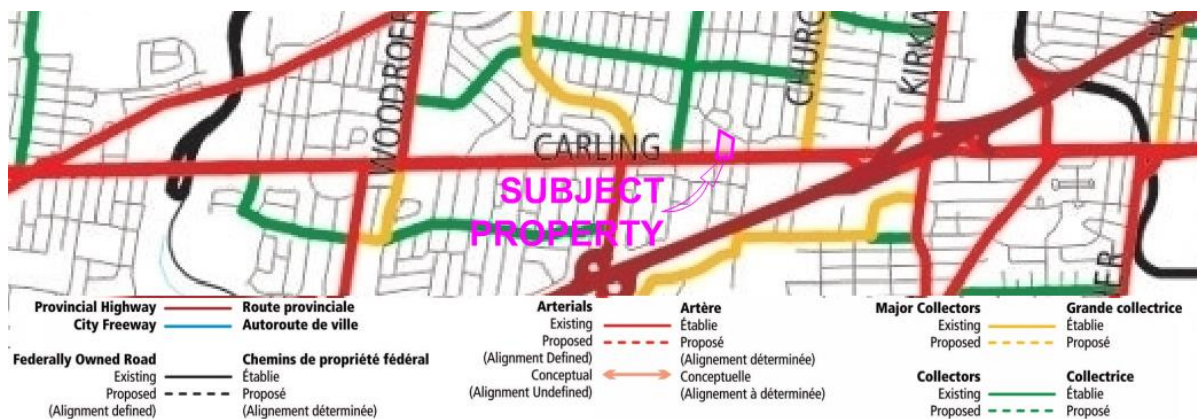 WOODROF
CARLING
CHURC
KIRK
SUBJECT
PROPERTY
ER
Provincial Highway Route provinciale
City Freeway Autoroute de ville
Federally Owned Road Chemins de propriété fédéral
Existing Établie
Proposed Proposé
(Alignment defined) (Alignement déterminée)
Arterials Artère
Existing Établie
Proposed Proposé
(Alignment Defined) (Alignement déterminée)
Conceptual Conceptuelle
(Alignment Undefined) (Alignement à déterminée)
Major Collectors Grande collectrice
Existing Établie
Proposed Proposé
Collectors Collectrice
Existing Établie
Proposed Proposé